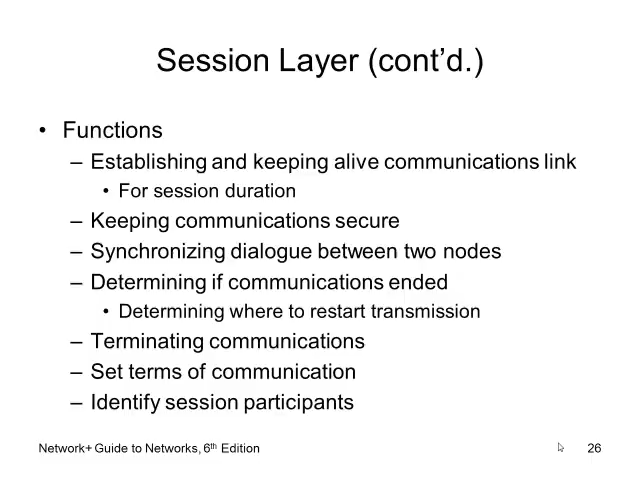 Session Layer (cont’d.)
• Functions
– Establishing and keeping alive communications link
• For session duration
– Keeping communications secure
– Synchronizing dialogue between two nodes
– Determining if communications ended
• Determining where to restart transmission
– Terminating communications
– Set terms of communication
– Identify session participants
Network+ Guide to Networks, 6th Edition
26